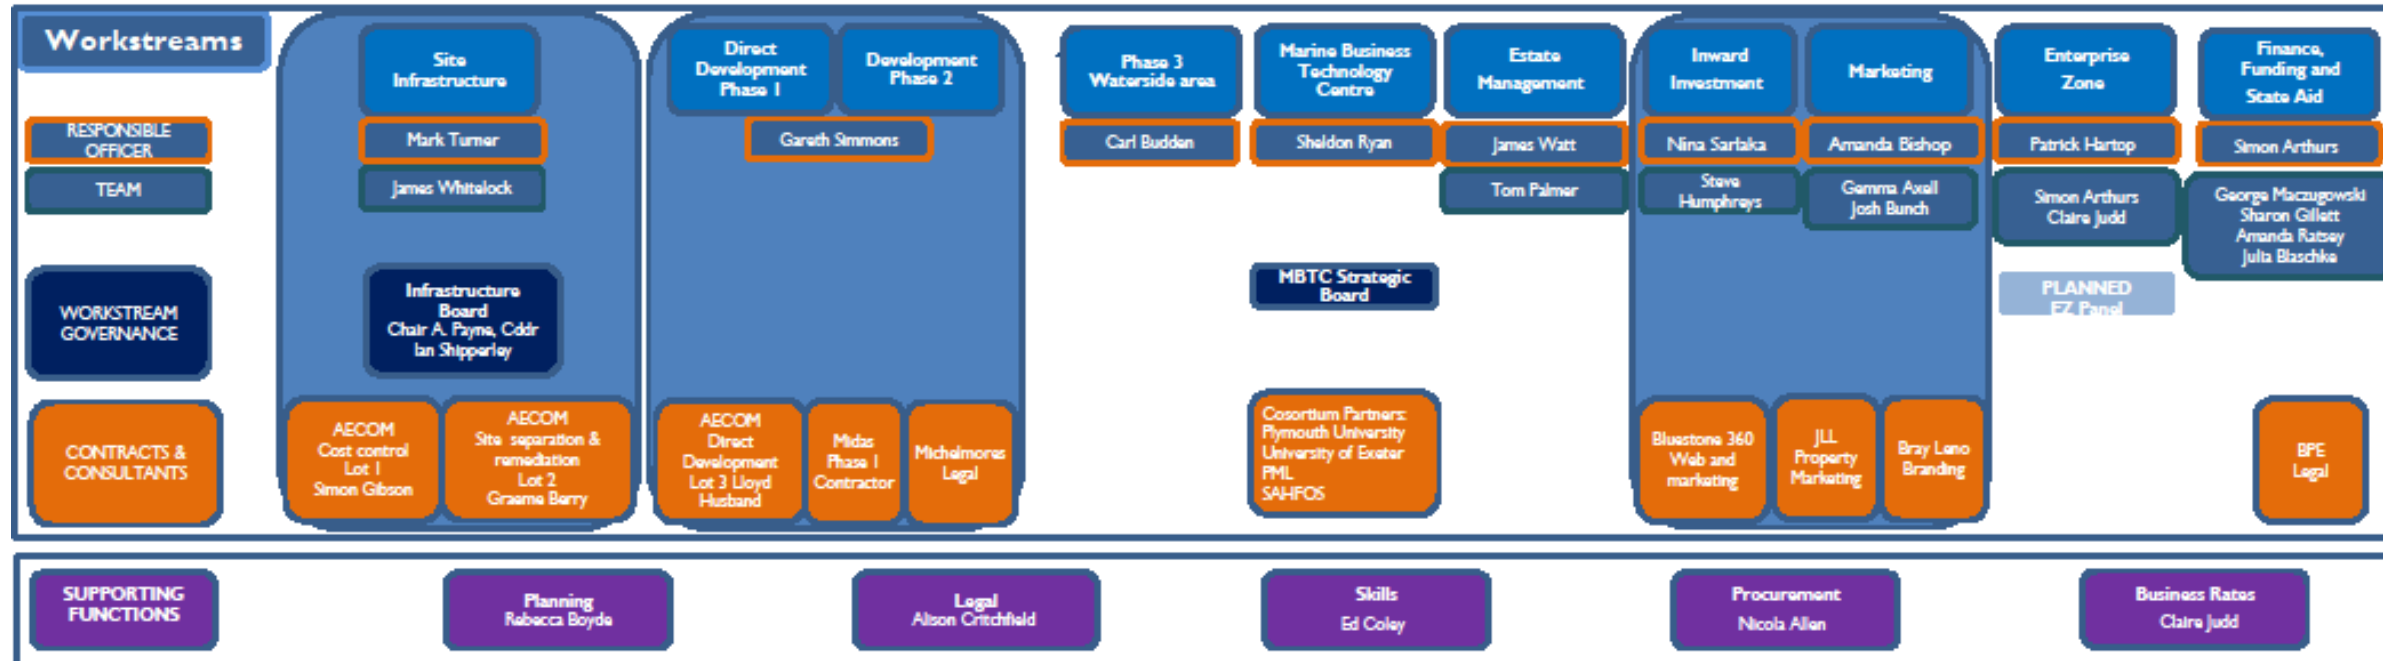 Workstreams
Site
Infrastructure
Direct
Development
Phase 1
Development
Phase 2
Phase 3
Waterside area
Marine Business
Technology
Centre
Estate
Management
Inward
Investment
Marketing
Enterprise
Zone
Finance,
Funding and
State Aid
RESPONSIBLE
OFFICER
Mark Turner
Gareth Simmons
Carl Budden
Sheldon Ryan
James Watt
Nina Sarlaka
Amanda Bishop
Patrick Hartop
Simon Arthurs
TEAM
James Whitelock
Tom Palmer
Steve
Humphreys
Gemma Axell
Josh Bunch
Simon Arthurs
Claire Judd
George Maczugowski
Sharon Gillett
Amanda Ratsey
Julia Blaschke
WORKSTREAM
GOVERNANCE
Infrastructure
Board
Chair A. Payne, Cddr
Ian Shipperley
MBTC Strategic
Board
PLANNED
EZ Panel
CONTRACTS &
CONSULTANTS
AECOM
Cost control
Lot 1
Simon Gibson
AECOM
Site separation &
remediation
Lot 2
Graeme Berry
AECOM
Direct
Development
Lot 3 Lloyd
Husband
Midas
Phase 1
Contractor
Michelmores
Legal
Cosortium Partners:
Plymouth University
University of Exeter
PML
SAHFOS
Bluestone 360
Web and
marketing
JLL
Property
Marketing
Bray Leno
Branding
BPE
Legal
SUPPORTING
FUNCTIONS
Planning
Rebecca Boyde
Legal
Alison Critchfield
Skills
Ed Coley
Procurement
Nicola Allen
Business Rates
Claire Judd